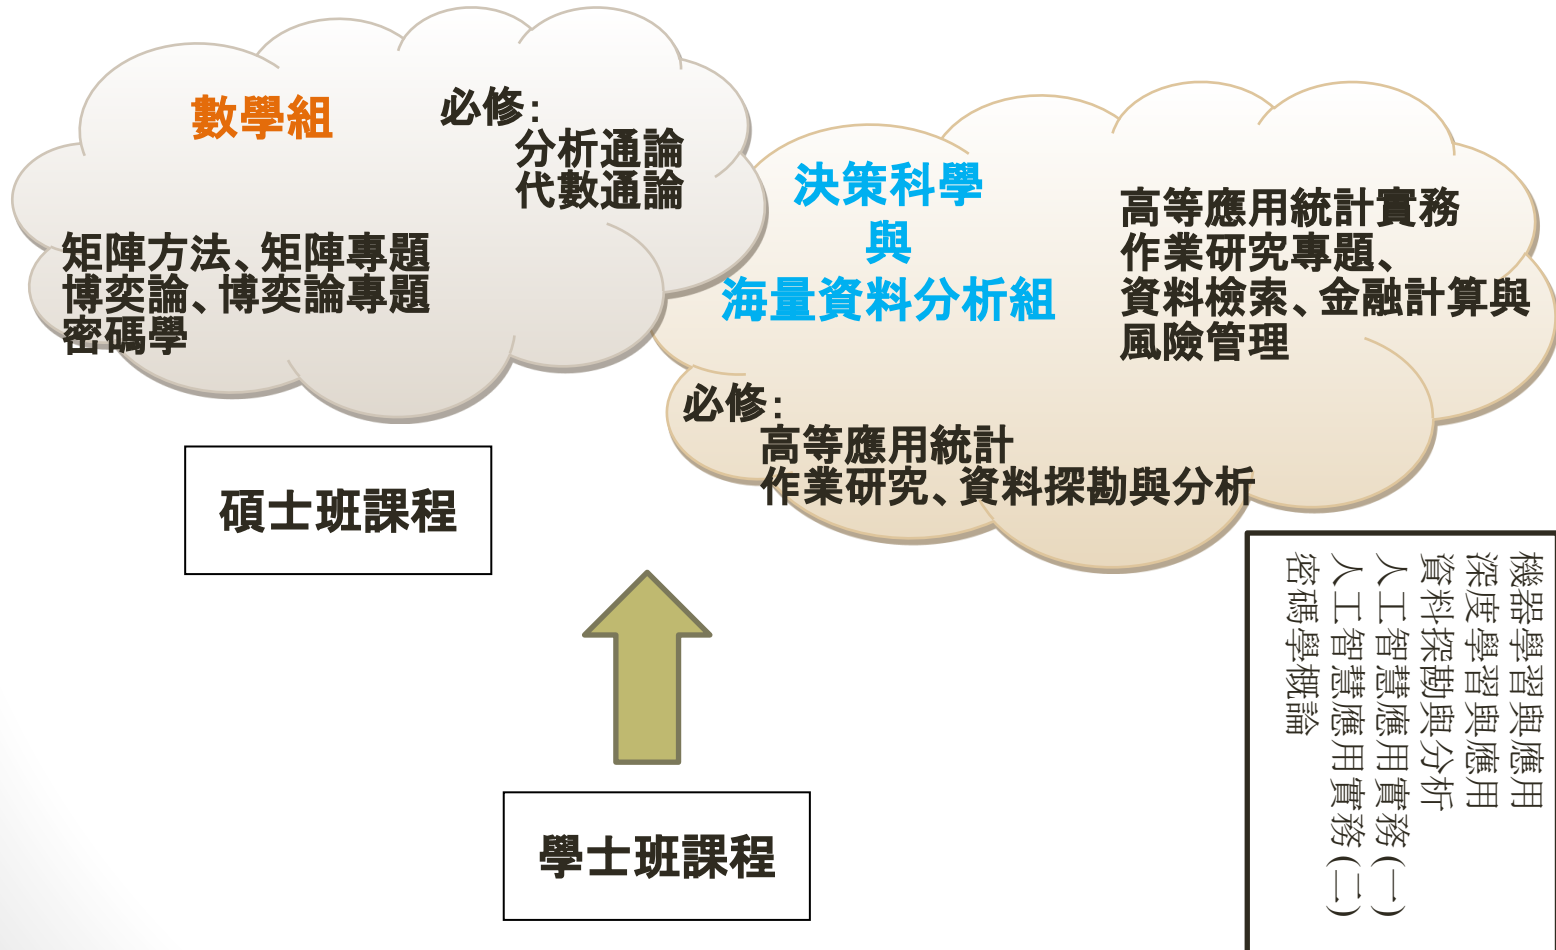 數學組
必修：
分析通論
代數通論
矩陣方法、矩陣專題
博奕論、博奕論專題
密碼學
決策科學
與
海量資料分析組
高等應用統計實務
作業研究專題、
資料檢索、金融計算與
風險管理
必修：
高等應用統計
作業研究、資料探勘與分析
碩士班課程
學士班課程
機器學習與應用
深度學習與應用
資料探勘與分析
人工智慧應用實務(一)
人工智慧應用實務(二)
密碼學概論